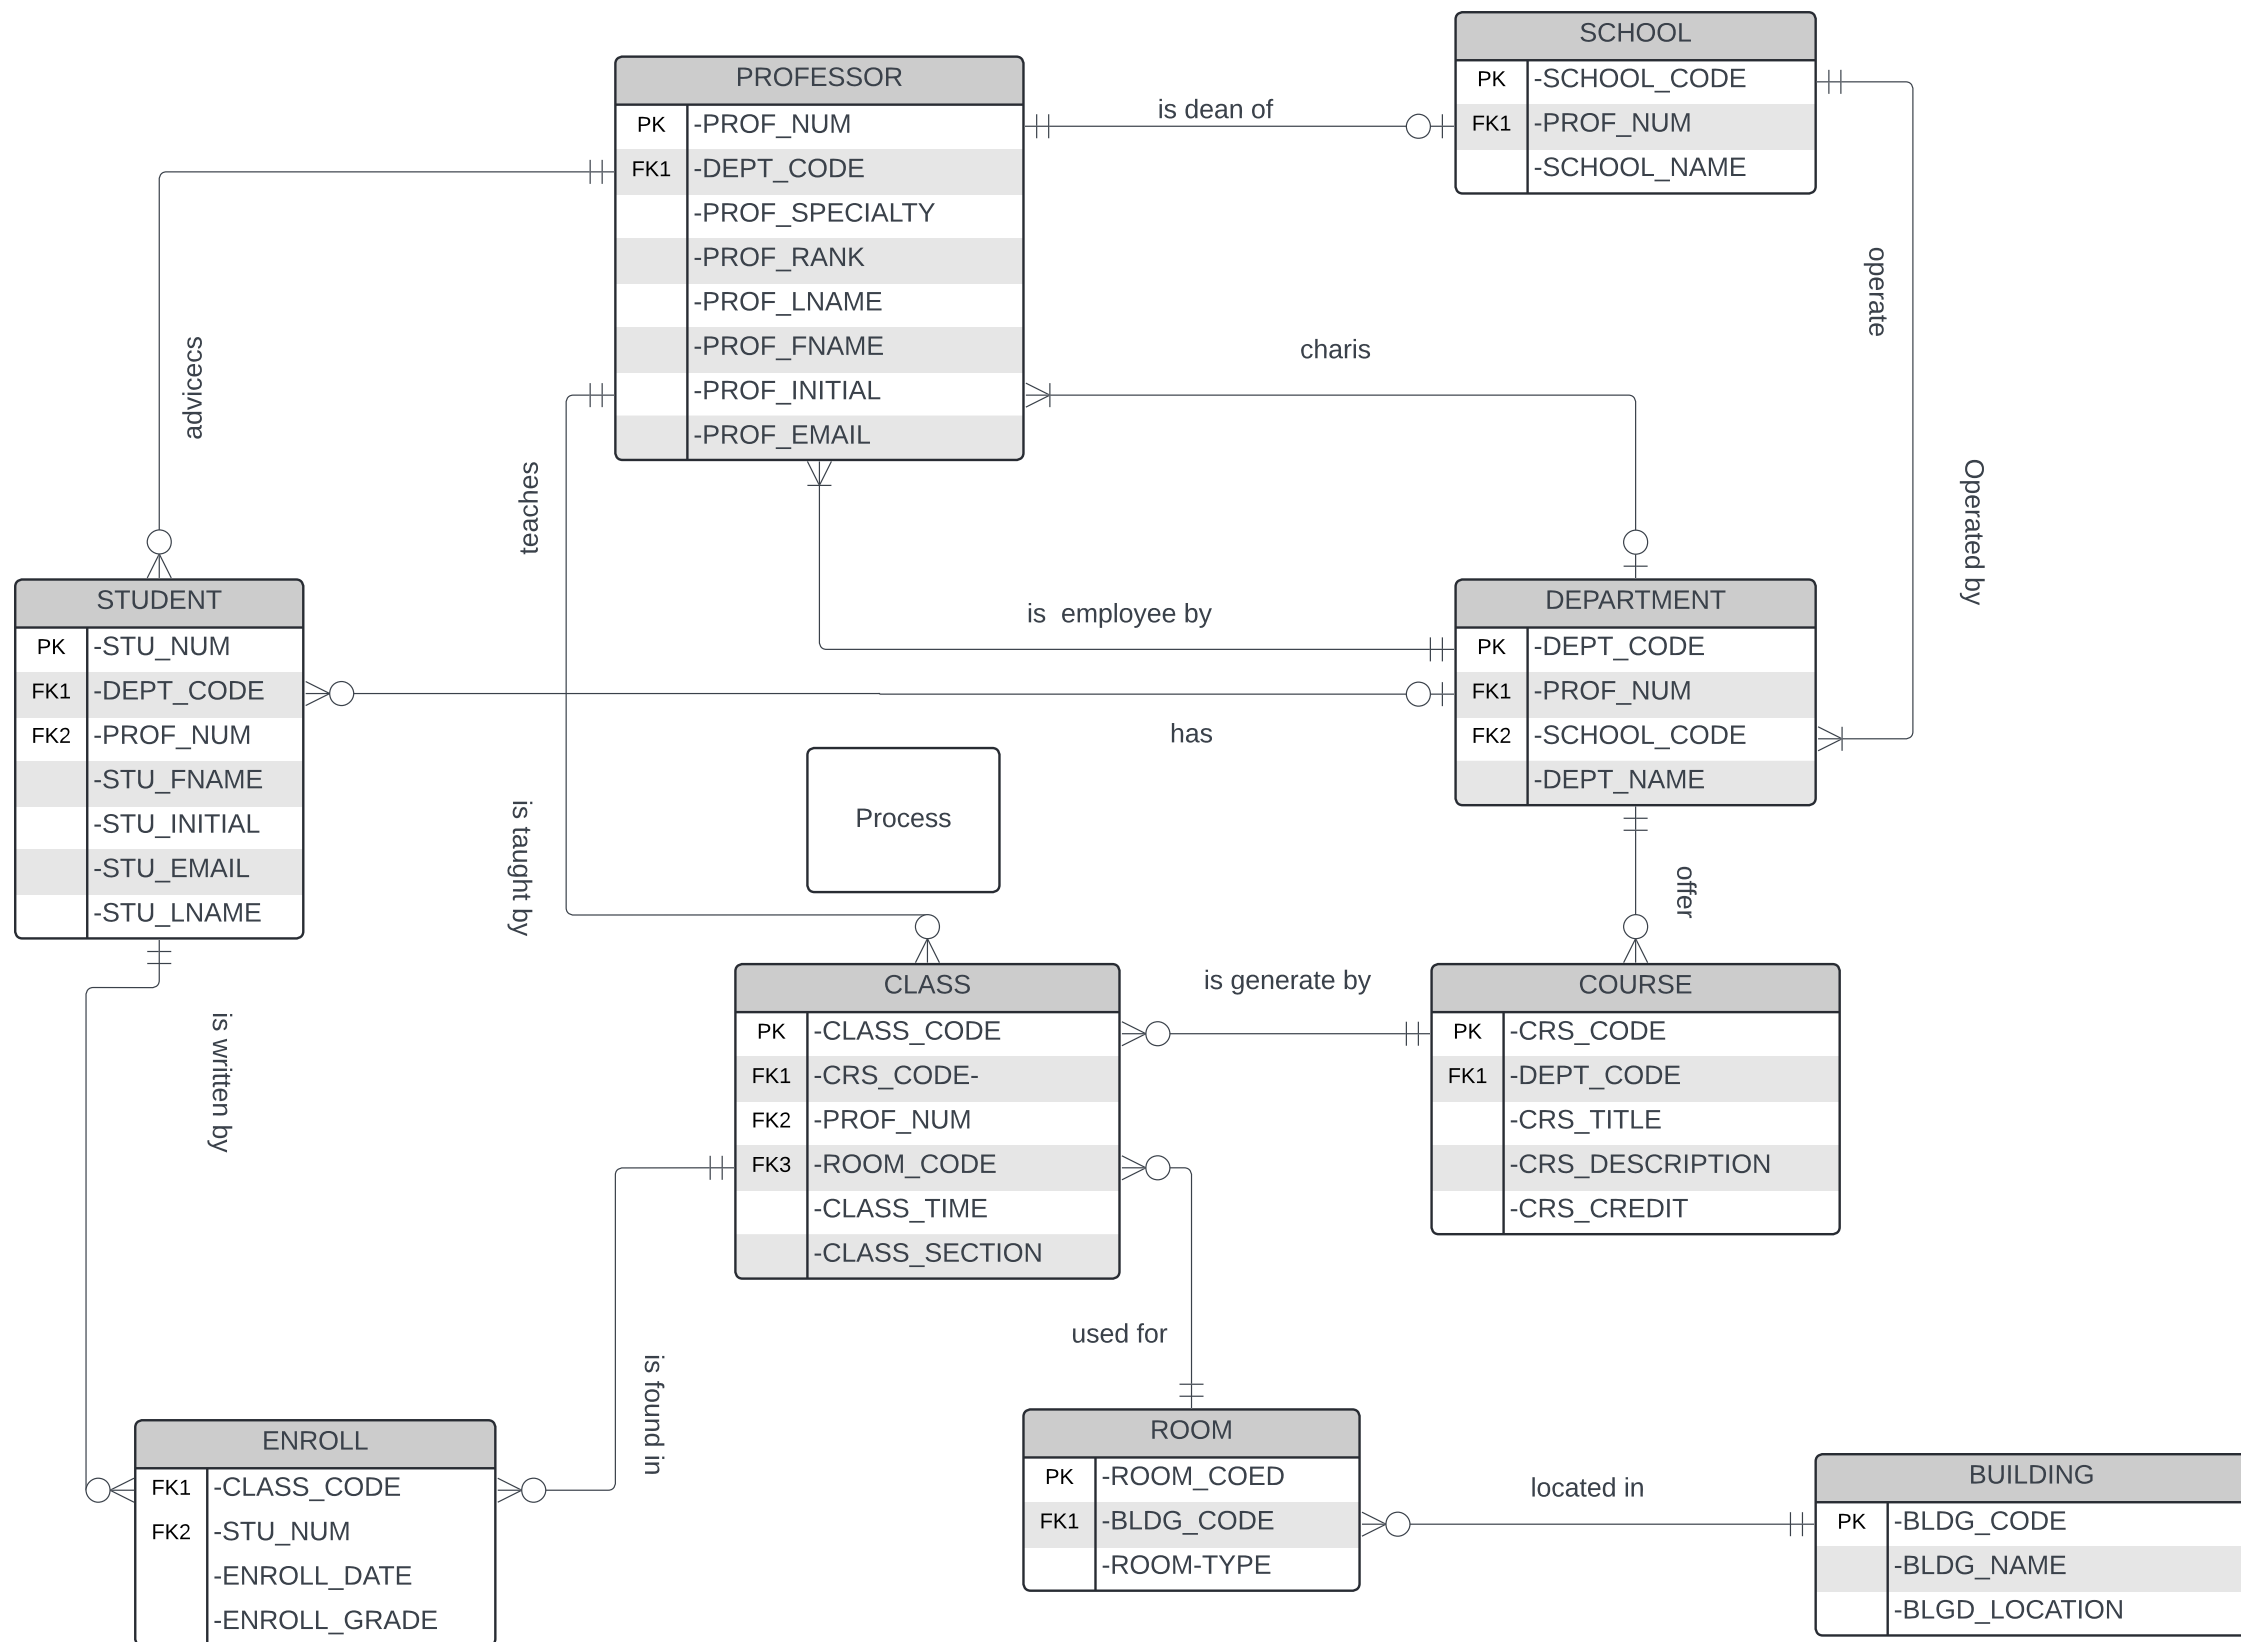 SCHOOL
PK -SCHOOL_CODE
FK1 -PROF_NUM
-SCHOOL_NAME
PROFESSOR
PK -PROF_NUM
FK1 -DEPT_CODE
-PROF_SPECIALTY
-PROF_RANK
-PROF_LNAME
-PROF_FNAME
-PROF_INITIAL
-PROF_EMAIL
is dean of
operate
Operated by
charis
advicecs
teaches
is employee by
has
is taught by
STUDENT
PK -STU_NUM
FK1 -DEPT_CODE
FK2 -PROF_NUM
-STU_FNAME
-STU_INITIAL
-STU_EMAIL
-STU_LNAME
DEPARTMENT
PK -DEPT_CODE
FK1 -PROF_NUM
FK2 -SCHOOL_CODE
-DEPT_NAME
Process
offer
is generate by
is written by
CLASS
PK -CLASS_CODE
FK1 -CRS_CODE-
FK2 -PROF_NUM
FK3 -ROOM_CODE
-CLASS_TIME
-CLASS_SECTION
COURSE
PK -CRS_CODE
FK1 -DEPT_CODE
-CRS_TITLE
-CRS_DESCRIPTION
-CRS_CREDIT
used for
is found in
ENROLL
FK1 -CLASS_CODE
FK2 -STU_NUM
-ENROLL_DATE
-ENROLL_GRADE
ROOM
PK -ROOM_COED
FK1 -BLDG_CODE
-ROOM-TYPE
located in
BUILDING
PK -BLDG_CODE
-BLDG_NAME
-BLGD_LOCATION